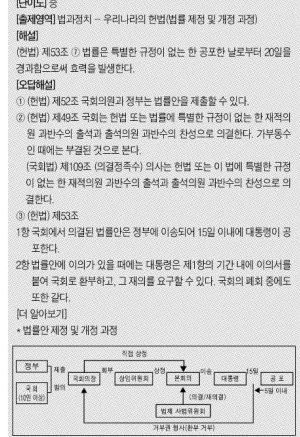 [난이도] 중
[출제영역] 법과정치 – 우리나라의 헌법(법률 제정 및 개정 과정)
[해설]
(헌법) 제53조 ⑦ 법률은 특별한 규정이 없는 한 공포한 날로부터 20일을
경과함으로써 효력을 발생한다.
[오답해설]
① (헌법) 제52조 국회의원과 정부는 법률안을 제출할 수 있다.
② (헌법) 제49조 국회는 헌법 또는 법률에 특별한 규정이 없는 한 재적의
원 과반수의 출석과 출석의원 과반수의 찬성으로 의결한다. 가부동수
인 때에는 부결된 것으로 본다.
(국회법) 제109조 (의결정족수) 의사는 헌법 또는 이 법에 특별한 규정
이 없는 한 재적의원 과반수의 출석과 출석의원 과반수의 찬성으로 의
결한다.
③ (헌법) 제53조
1항 국회에서 의결된 법률안은 정부에 이송되어 15일 이내에 대통령이 공
포한다.
2항 법률안에 이의가 있을 때에는 대통령은 제1항의 기간 내에 이의서를
붙여 국회로 환부하고, 그 재의를 요구할 수 있다. 국회의 폐회 중에도
또한 같다.
[더 알아보기]
* 법률안 제정 및 개정 과정
직접 상정
정부
제출
국회
(10인 이상)
발의
국회의장
회부
상임위원회
상정
본회의
이송
대통령
15일
공포
5일 이내
(의결/재의결)
법제 사법위원회
거부권 행사(환부 거부)